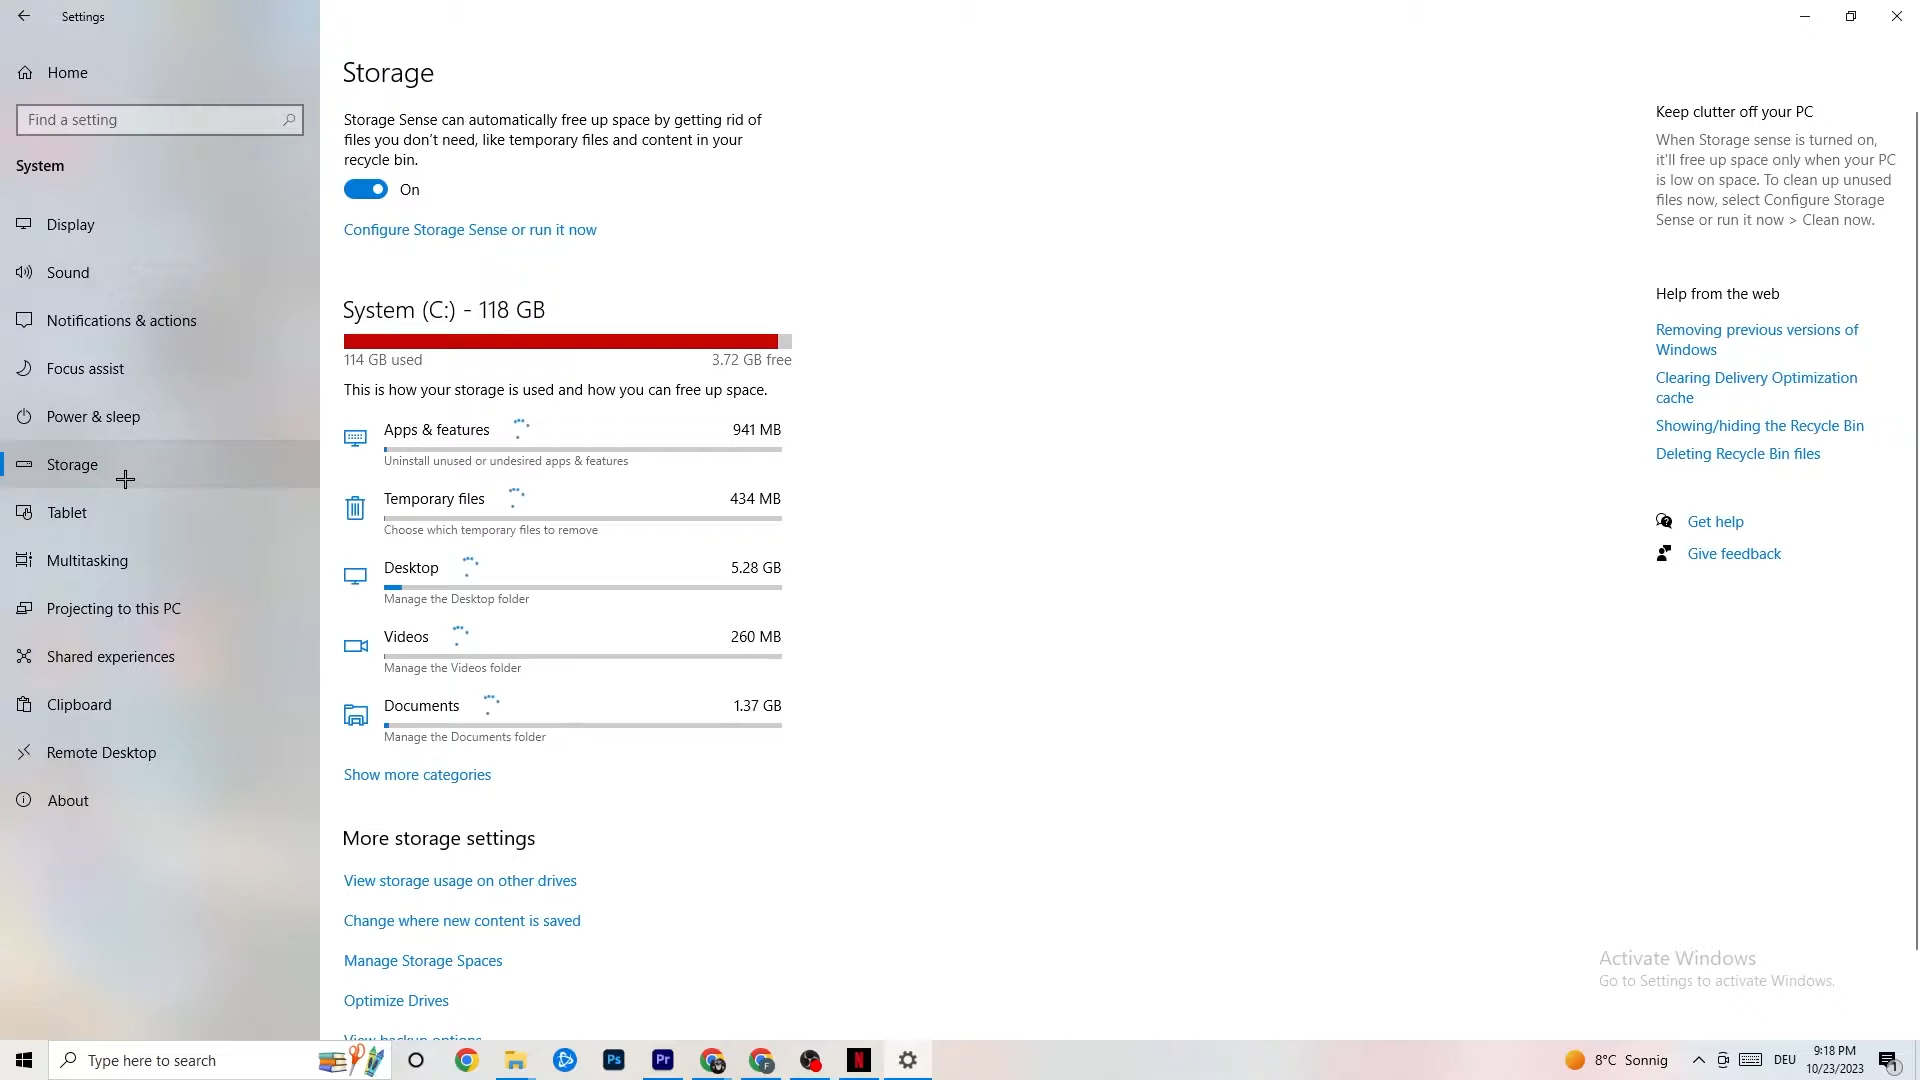 Settings
Home
Find a setting
System
Display
Sound
Notifications & actions
Focus assist
Power & sleep
Storage
Tablet
Multitasking
Projecting to this PC
Shared experiences
Clipboard
Remote Desktop
About
Storage
Storage Sense can automatically free up space by getting rid of
files you don’t need, like temporary files and content in your
recycle bin.
On
Configure Storage Sense or run it now
System (C:) - 118 GB
114 GB used
3.72 GB free
This is how your storage is used and how you can free up space.
Apps & features
941 MB
Uninstall unused or undesired apps & features
Temporary files
434 MB
Choose which temporary files to remove
Desktop
5.28 GB
Manage the Desktop folder
Videos
260 MB
Manage the Videos folder
Documents
1.37 GB
Manage the Documents folder
Show more categories
More storage settings
View storage usage on other drives
Change where new content is saved
Manage Storage Spaces
Optimize Drives
View backup options
Keep clutter off your PC
When Storage sense is turned on,
it'll free up space only when your PC
is low on space. To clean up unused
files now, select Configure Storage
Sense or run it now > Clean now.
Help from the web
Removing previous versions of
Windows
Clearing Delivery Optimization
cache
Showing/hiding the Recycle Bin
Deleting Recycle Bin files
Get help
Give feedback
Activate Windows
Go to Settings to activate Windows.
Type here to search
Ps
Pr
F
N
8°C Sonnig
DEU
9:18 PM
10/23/2023
1